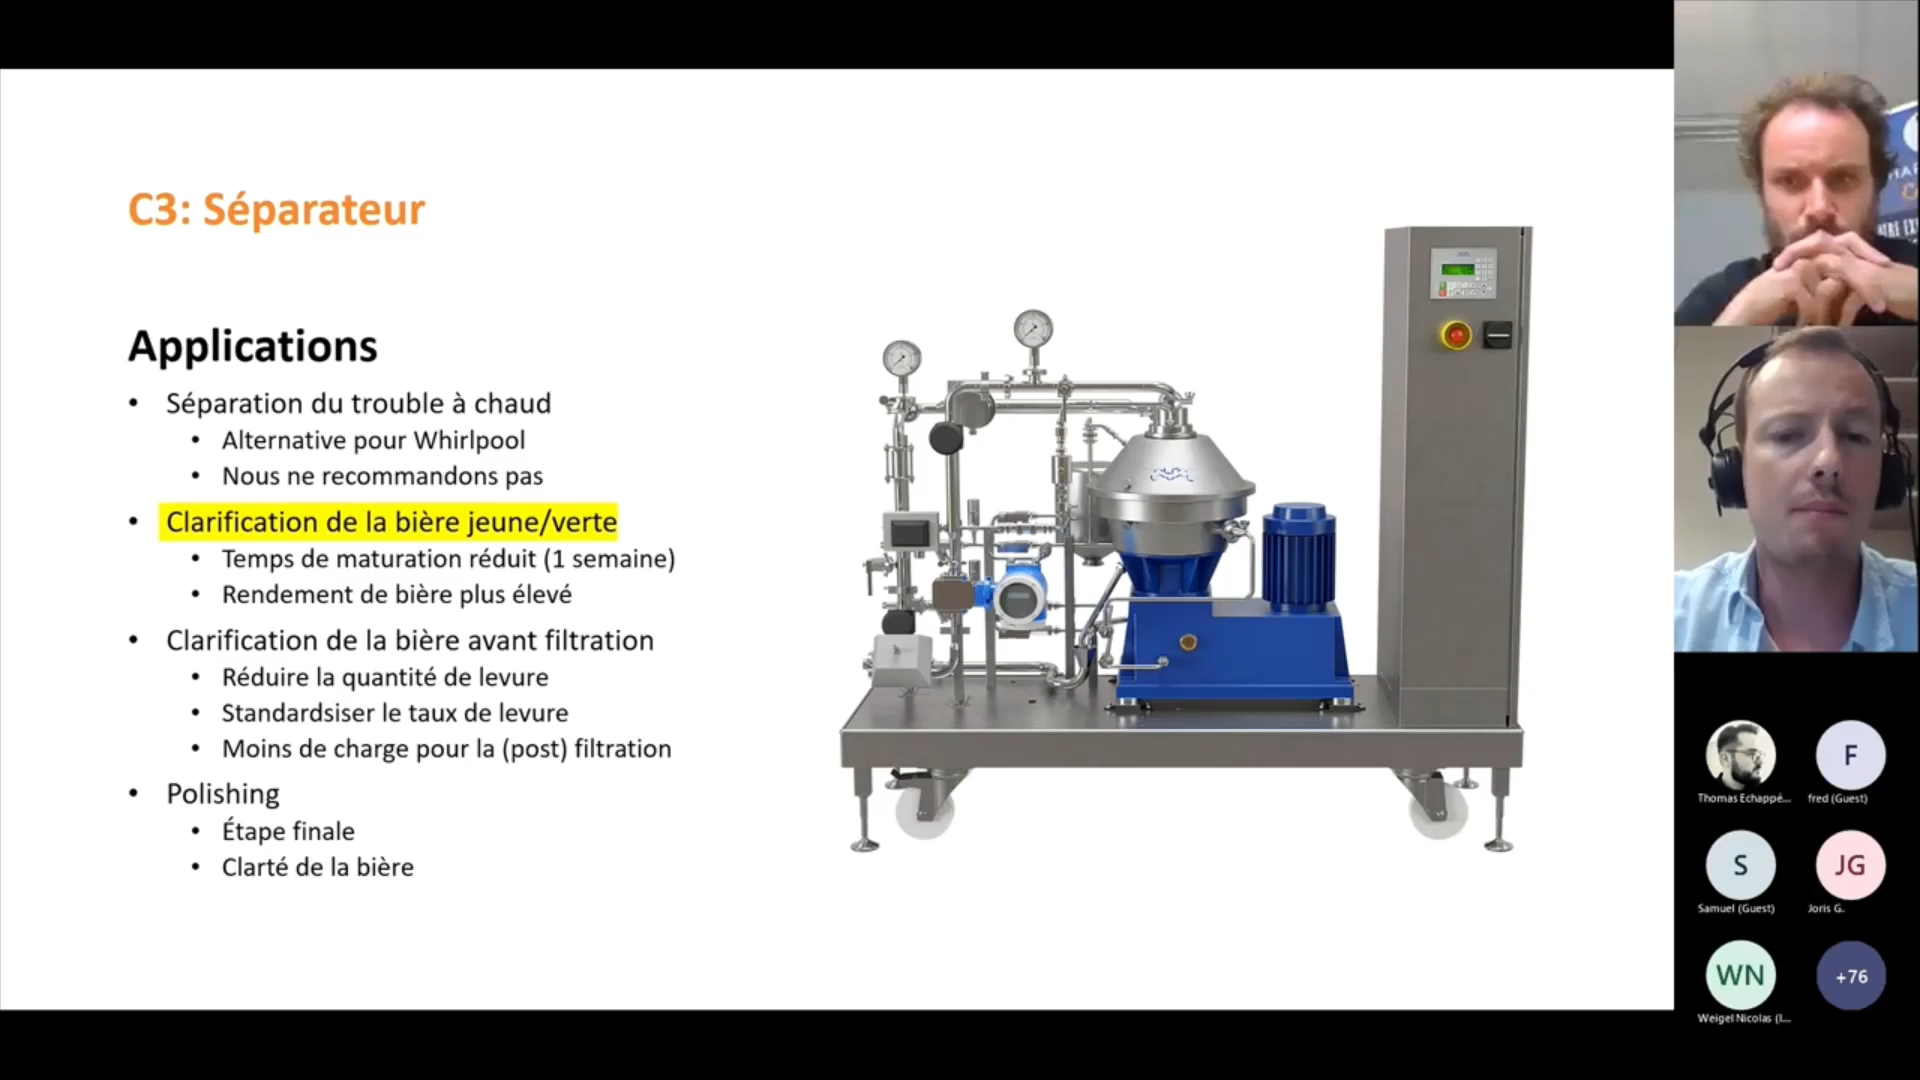 C3: Séparateur
Applications
• Séparation du trouble à chaud
• Alternative pour Whirlpool
• Nous ne recommandons pas
• Clarification de la bière jeune/verte
• Temps de maturation réduit (1 semaine)
• Rendement de bière plus élevé
• Clarification de la bière avant filtration
• Réduire la quantité de levure
• Standardsiser le taux de levure
• Moins de charge pour la (post) filtration
• Polishing
• Étape finale
• Clarté de la bière
Thomas Echappé...
F
fred (Guest)
S
Samuel (Guest)
JG
Joris G.
WN
Weigel Nicolas (I...
+76